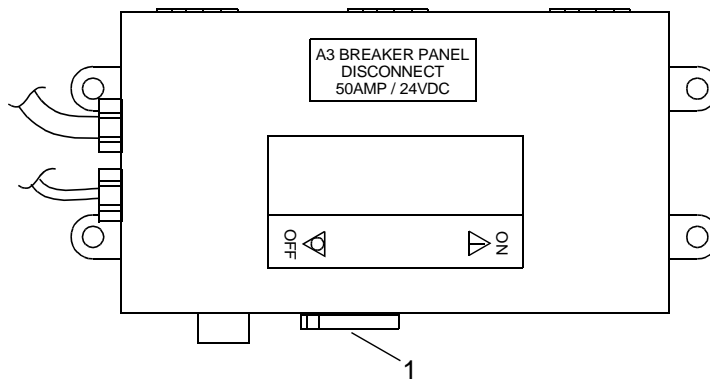 A3 BREAKER PANEL
DISCONNECT
50AMP / 24VDC
OFF
ON
1